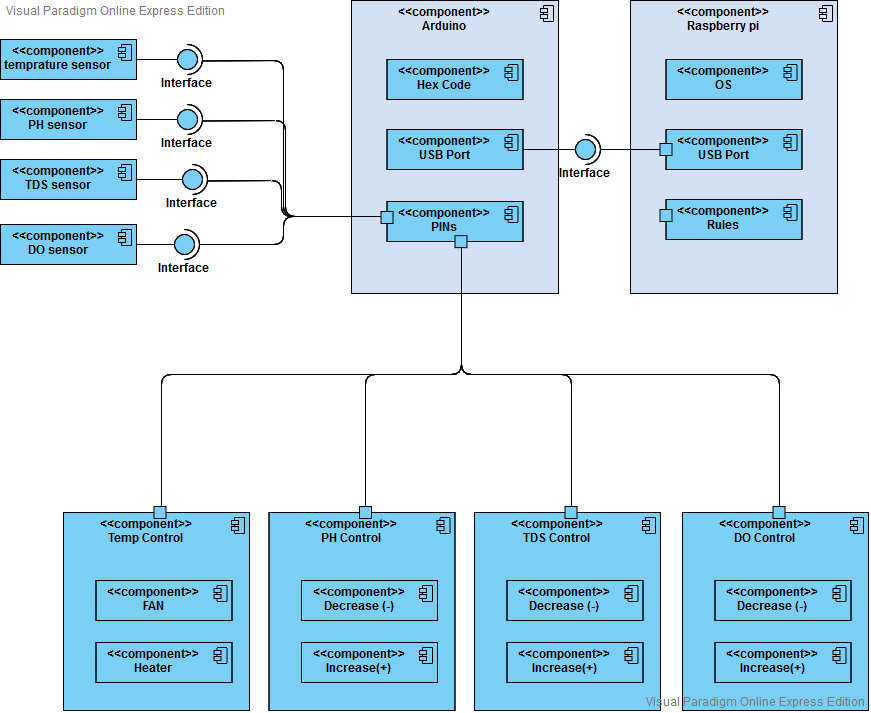 Visual Paradigm Online Express Edition
<<component>>
temprature sensor
Interface
<<component>>
PH sensor
Interface
<<component>>
TDS sensor
Interface
<<component>>
DO sensor
Interface
<<component>>
Arduino
<<component>>
Hex Code
<<component>>
USB Port
<<component>>
PINs
Interface
<<component>>
Raspberry pi
<<component>>
OS
<<component>>
USB Port
<<component>>
Rules
<<component>>
Temp Control
<<component>>
FAN
<<component>>
Heater
<<component>>
PH Control
<<component>>
Decrease (-)
<<component>>
Increase(+)
<<component>>
TDS Control
<<component>>
Decrease (-)
<<component>>
Increase(+)
<<component>>
DO Control
<<component>>
Decrease (-)
<<component>>
Increase(+)
Visual Paradigm Online Express Edition